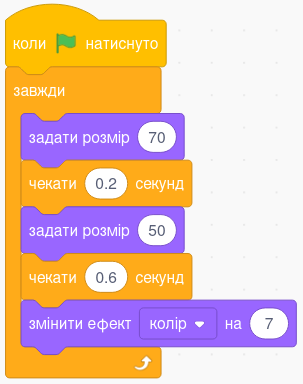 коли натиснуто
завжди
задати розмір 70
чекати 0.2 секунд
задати розмір 50
чекати 0.6 секунд
змінити ефект колір на 7